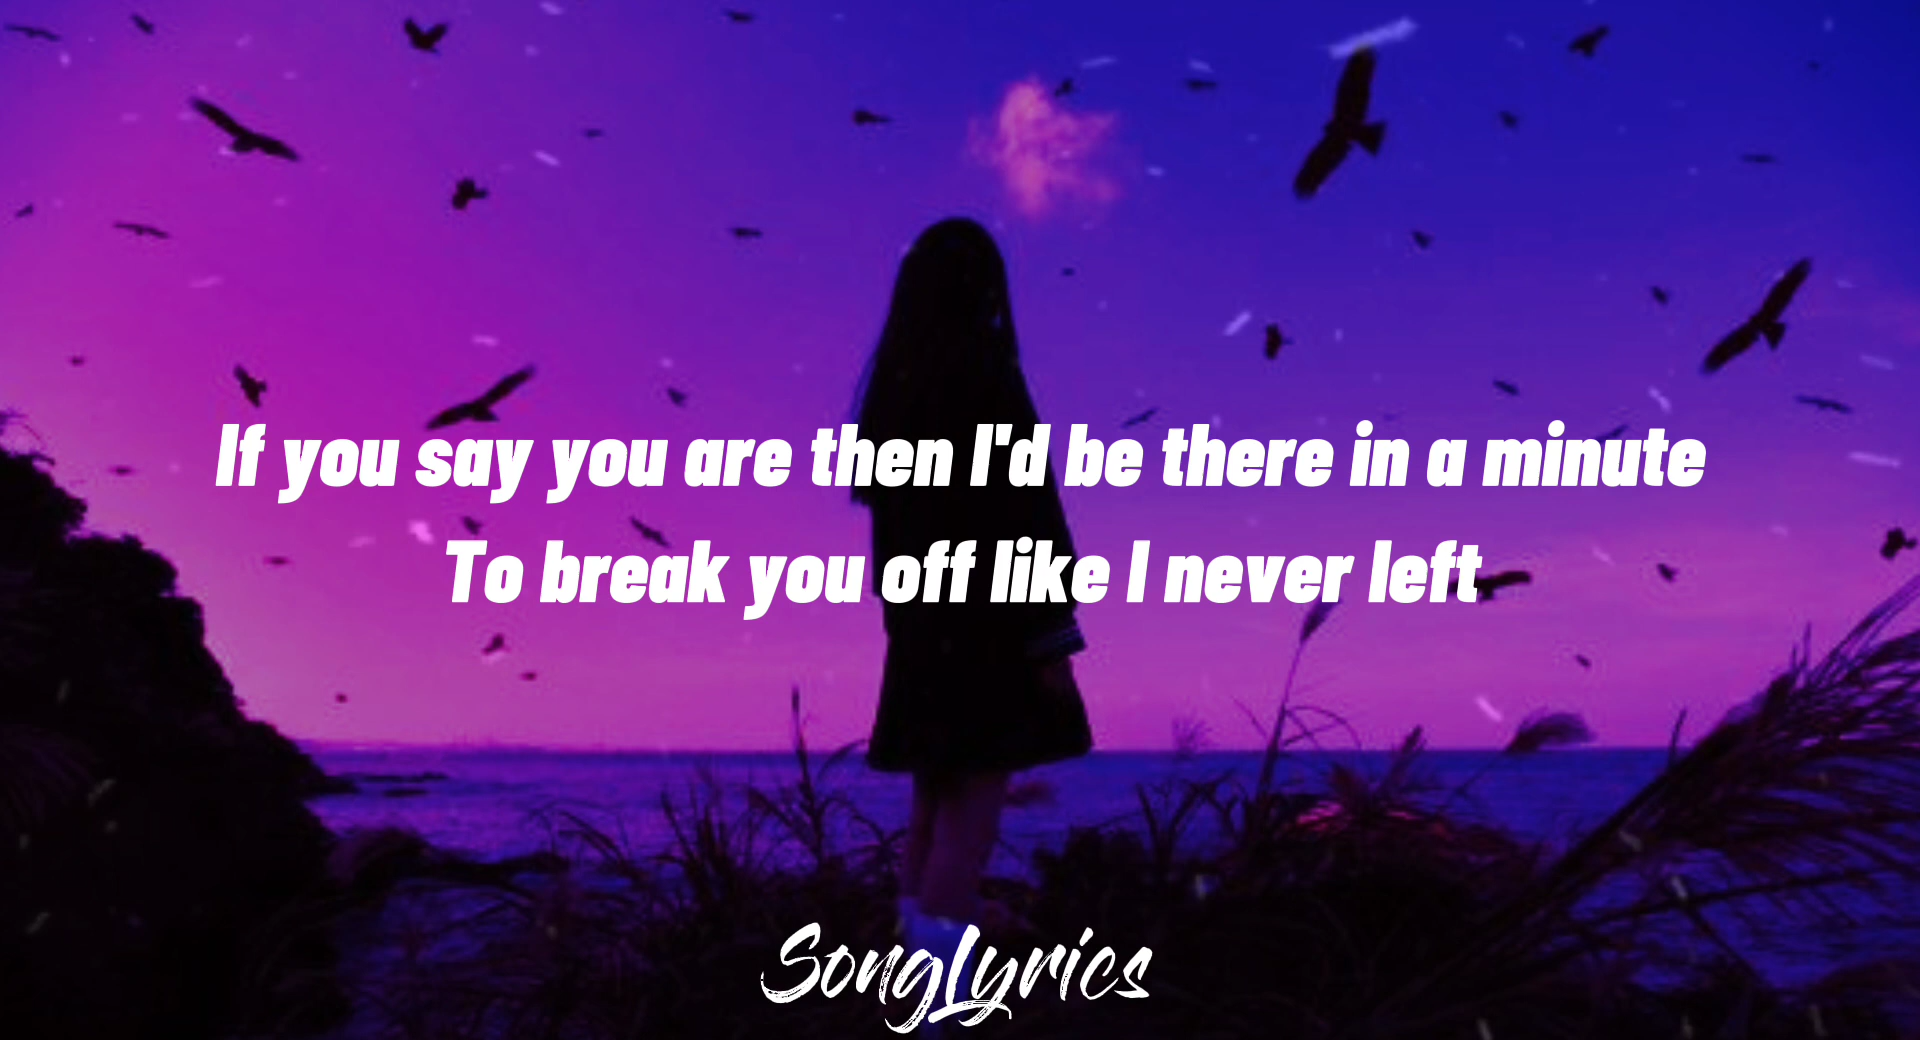 If you say you are then I'd be there in a minute
To break you off like I never left
SongLyrics